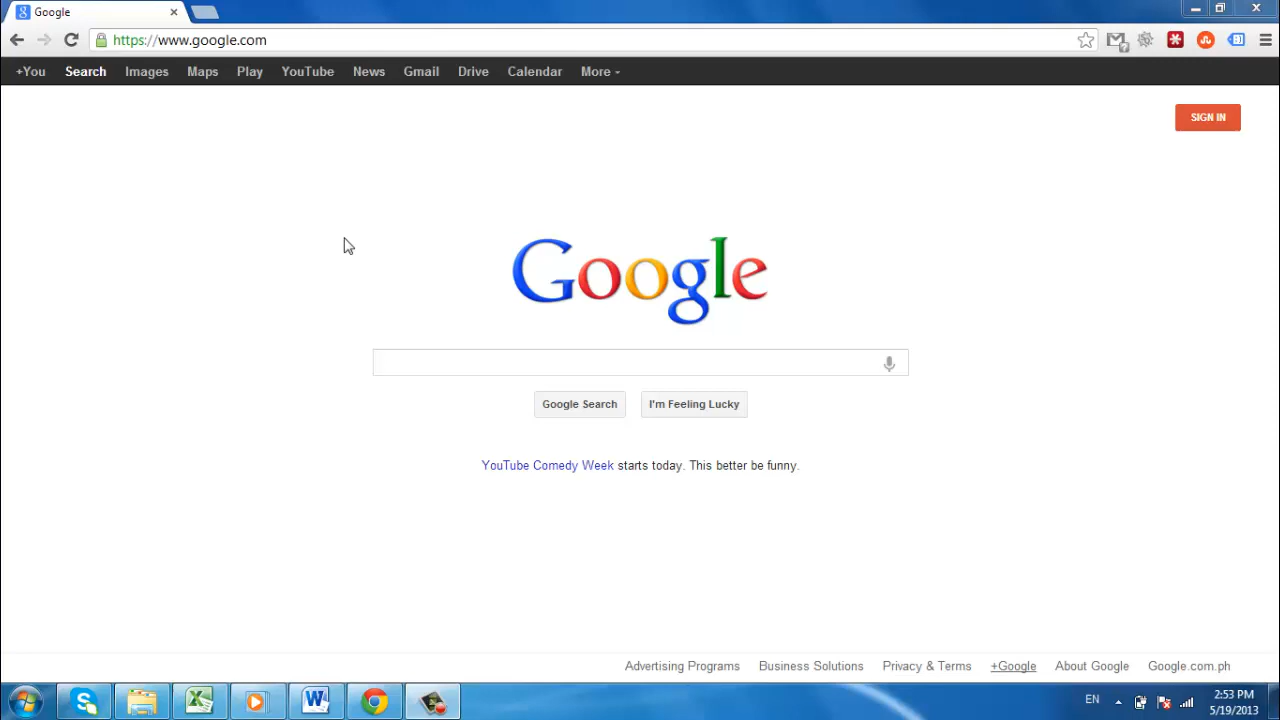 Google
https://www.google.com
+You Search Images Maps Play YouTube News Gmail Drive Calendar More
SIGN IN
Google
Google Search I'm Feeling Lucky
YouTube Comedy Week starts today. This better be funny.
Advertising Programs Business Solutions Privacy & Terms +Google About Google Google.com.ph
EN 2:53 PM
5/19/2013